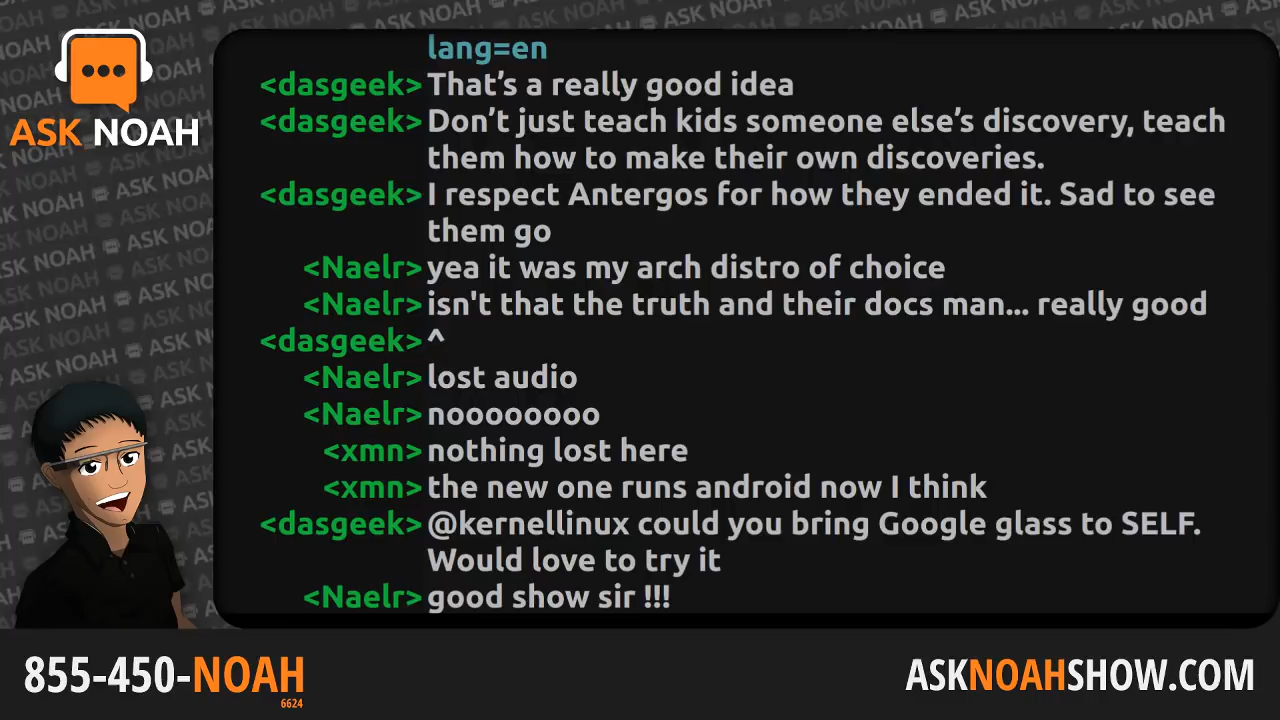 lang=en
<dasgeek> That’s a really good idea
<dasgeek> Don’t just teach kids someone else’s discovery, teach
them how to make their own discoveries.
<dasgeek> I respect Antergos for how they ended it. Sad to see
them go
<Naelr> yea it was my arch distro of choice
<Naelr> isn't that the truth and their docs man... really good
<dasgeek> ^
<Naelr> lost audio
<Naelr> noooooooo
<xmn> nothing lost here
<xmn> the new one runs android now I think
<dasgeek> @kernellinux could you bring Google glass to SELF.
Would love to try it
<Naelr> good show sir !!!
ASK NOAH
855-450-NOAH
6624
ASKNOAHSHOW.COM